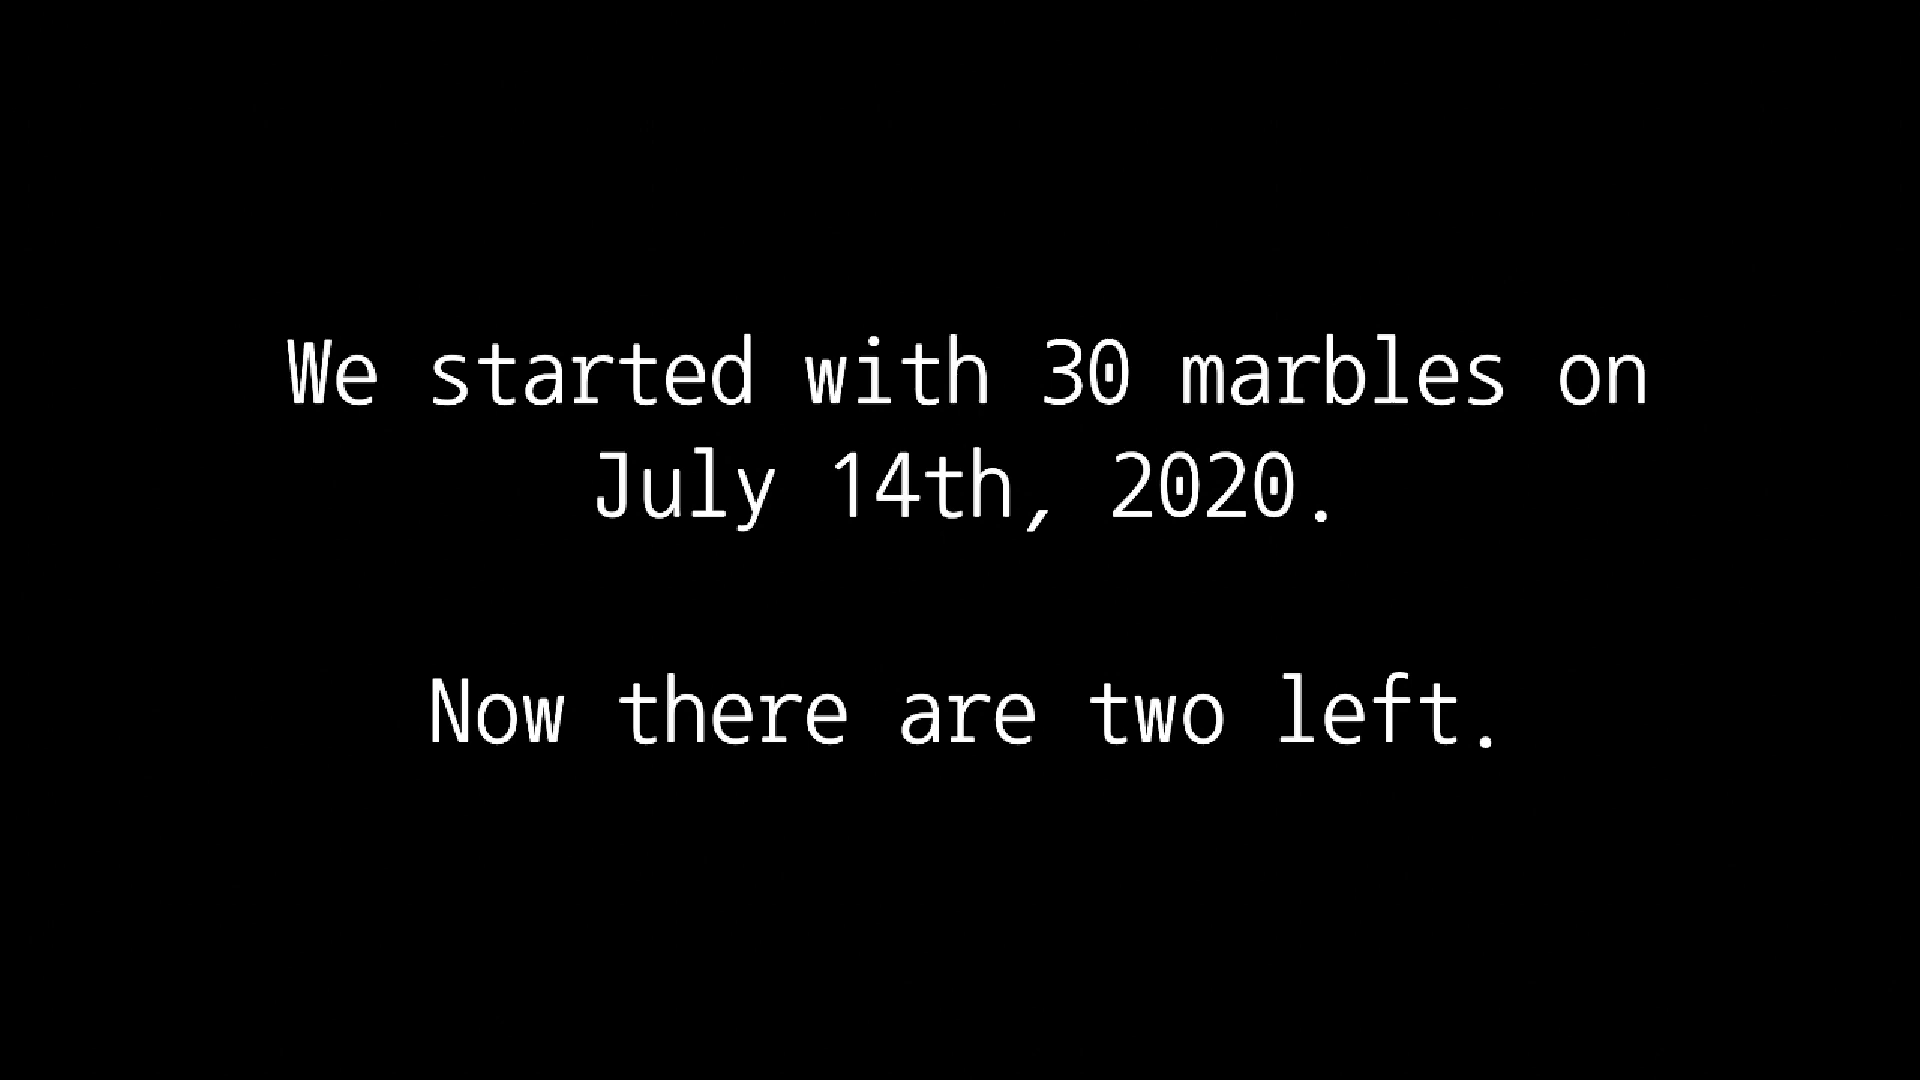 We started with 30 marbles on
July 14th, 2020.
Now there are two left.